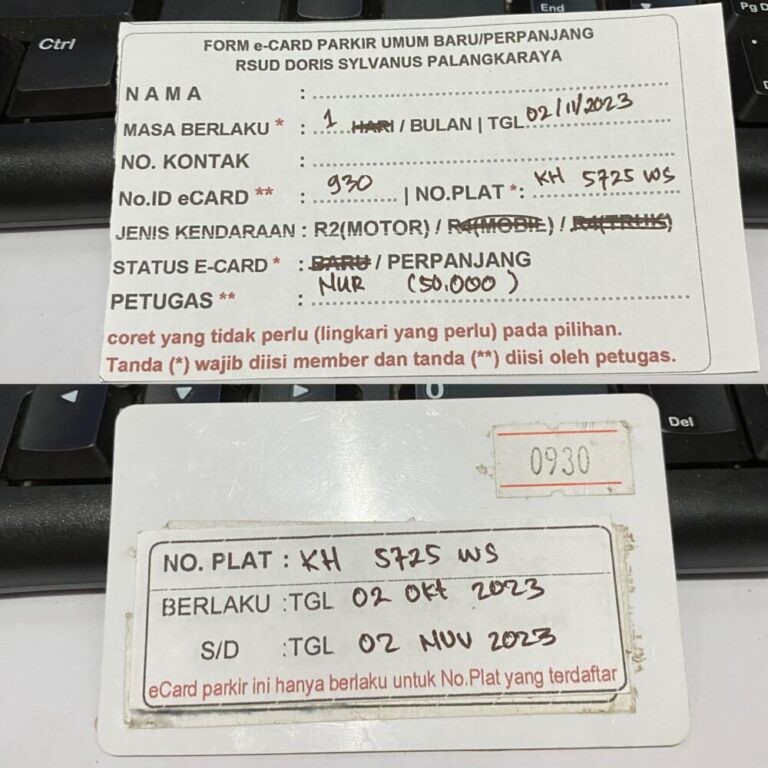 Ctrl
End
Pg D
FORM e-CARD PARKIR UMUM BARU/PERPANJANG
RSUD DORIS SYLVANUS PALANGKARAYA
N A M A :
MASA BERLAKU * : 1 HARI / BULAN | TGL 02/11/2023
NO. KONTAK :
No.ID eCARD ** : 930 | NO.PLAT *: KH 5725 WS
JENIS KENDARAAN : R2(MOTOR) / R4(MOBIL) / R4(TRUK)
STATUS E-CARD * : BARU / PERPANJANG
PETUGAS ** : NUR (50.000)
coret yang tidak perlu (lingkari yang perlu) pada pilihan.
Tanda (*) wajib diisi member dan tanda (**) diisi oleh petugas.
0
Del
0930
NO. PLAT : KH 5725 WS
BERLAKU :TGL 02 Okt 2023
S/D :TGL 02 NOV 2023
eCard parkir ini hanya berlaku untuk No.Plat yang terdaftar